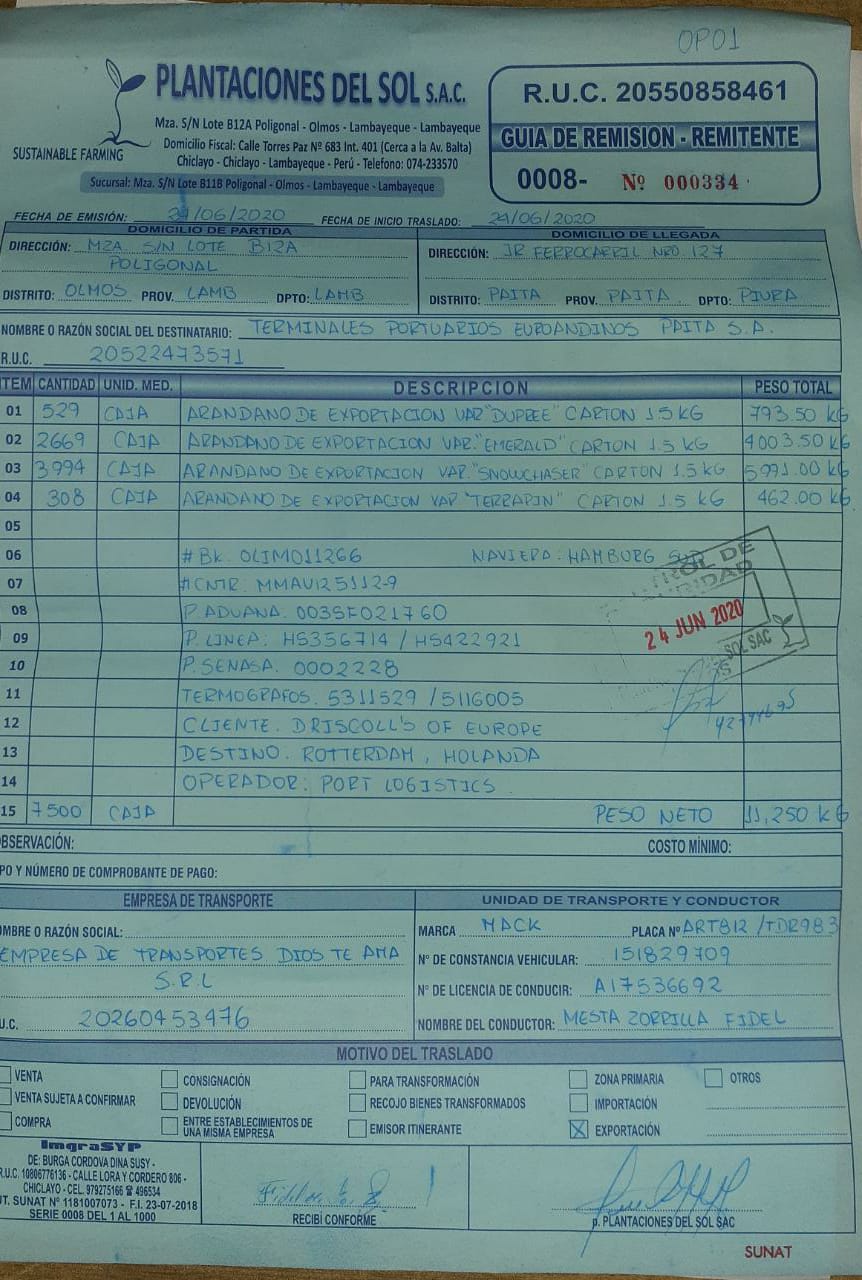 OP01
PLANTACIONES DEL SOL S.A.C.
SUSTAINABLE FARMING
Mza. S/N Lote B12A Poligonal - Olmos - Lambayeque - Lambayeque
Domicilio Fiscal: Calle Torres Paz Nº 683 Int. 401 (Cerca a la Av. Balta)
Chiclayo - Chiclayo - Lambayeque - Perú - Telefono: 074-233570
Sucursal: Mza. S/N Lote B11B Poligonal - Olmos - Lambayeque - Lambayeque
R.U.C. 20550858461
GUIA DE REMISION - REMITENTE
0008- Nº 000334
FECHA DE EMISIÓN: 24/06/2020 FECHA DE INICIO TRASLADO: 24/06/2020
DOMICILIO DE PARTIDA
DIRECCIÓN: MZA S/N LOTE B12A
POLIGONAL
DISTRITO: OLMOS PROV. LAMB DPTO: LAMB
DOMICILIO DE LLEGADA
DIRECCIÓN: JR FERROCARRIL NRO 127
DISTRITO: PAITA PROV. PAITA DPTO: PIURA
NOMBRE O RAZÓN SOCIAL DEL DESTINATARIO: TERMINALES PORTUARIOS EUROANDINOS PAITA S.A.
R.U.C. 20522473571
ITEM CANTIDAD UNID. MED. DESCRIPCION PESO TOTAL
01 529 CAJA ARANDANO DE EXPORTACION VAR "DUPREE" CARTON 1.5 KG 793.50 KG
02 2669 CAJA ARANDANO DE EXPORTACION VAR. "EMERALD" CARTON 1.5 KG 4003.50 KG
03 3994 CAJA ARANDANO DE EXPORTACION VAR. "SNOWCHASER" CARTON 1.5 KG 5991.00 KG
04 308 CAJA ARANDANO DE EXPORTACION VAR "TERRAPIN" CARTON 1.5 KG 462.00 KG
05
06 #BK. OLIM011266 NAVIERA: HAMBURG SUD
07 #CNTR: MMAU125112-9
08 P. ADUANA. 003SF021760
09 P. LINEA: HS356714 / HS422921
10 P. SENASA. 0002228
11 TERMOGRAFOS. 5311529 / 5116005
12 CLIENTE. DRISCOLL'S OF EUROPE
13 DESTINO. ROTTERDAM, HOLANDA
14 OPERADOR: PORT LOGISTICS
15 7500 CAJA PESO NETO 11,250 KG
24 JUN 2020
SOL SAC
OBSERVACIÓN: COSTO MÍNIMO:
PO Y NÚMERO DE COMPROBANTE DE PAGO:
EMPRESA DE TRANSPORTE
OMBRE O RAZÓN SOCIAL:
EMPRESA DE TRANSPORTES DIOS TE AMA
S.R.L
U.C. 20260453476
UNIDAD DE TRANSPORTE Y CONDUCTOR
MARCA MACK PLACA Nº ART812 / TDR983
Nº DE CONSTANCIA VEHICULAR: 151829709
Nº DE LICENCIA DE CONDUCIR: A17536692
NOMBRE DEL CONDUCTOR: MESTA ZORRILLA FIDEL
MOTIVO DEL TRASLADO
VENTA CONSIGNACIÓN PARA TRANSFORMACIÓN ZONA PRIMARIA OTROS
VENTA SUJETA A CONFIRMAR DEVOLUCIÓN RECOJO BIENES TRANSFORMADOS IMPORTACIÓN
COMPRA ENTRE ESTABLECIMIENTOS DE
UNA MISMA EMPRESA EMISOR ITINERANTE X EXPORTACIÓN
ImgraSYP
DE: BURGA CORDOVA DINA SUSY -
R.U.C. 10806776136 - CALLE LORA Y CORDERO 806 -
CHICLAYO - CEL. 979275166 ☎ 496534
UT. SUNAT Nº 1181007073 - F.I. 23-07-2018
SERIE 0008 DEL 1 AL 1000
RECIBÍ CONFORME
p. PLANTACIONES DEL SOL SAC
SUNAT